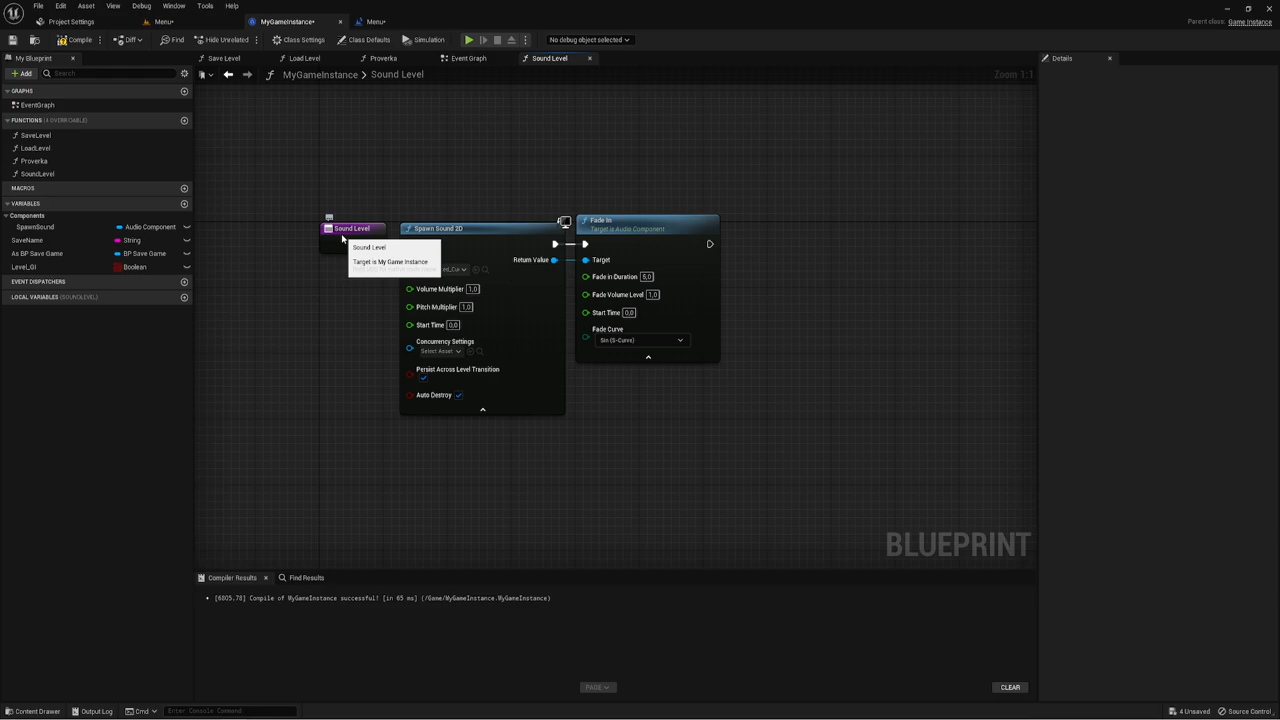 File Edit Asset View Debug Window Tools Help
Project Settings Menu• MyGameInstance• Menu•
Parent class: Game Instance
Compile Diff Find Hide Unrelated Class Settings Class Defaults Simulation No debug object selected
My Blueprint Save Level Load Level Proverka Event Graph Sound Level Details
Add Search
MyGameInstance > Sound Level Zoom 1:1
GRAPHS
EventGraph
FUNCTIONS (4 OVERRIDABLE)
SaveLevel
LoadLevel
Proverka
SoundLevel
MACROS
VARIABLES
Components
SpawnSound Audio Component
SaveName String
As BP Save Game BP Save Game
Level_GI Boolean
EVENT DISPATCHERS
LOCAL VARIABLES (SOUNDLEVEL)
Sound Level
Sound Level
Target is My Game Instance
Spawn Sound 2D
Return Value
Volume Multiplier 1,0
Pitch Multiplier 1,0
Start Time 0,0
Concurrency Settings
Select Asset
Persist Across Level Transition
Auto Destroy
Fade In
Target is Audio Component
Target
Fade in Duration 5,0
Fade Volume Level 1,0
Start Time 0,0
Fade Curve
Sin (S-Curve)
BLUEPRINT
Compiler Results Find Results
[6805,78] Compile of MyGameInstance successful! [in 65 ms] (/Game/MyGameInstance.MyGameInstance)
PAGE
CLEAR
Content Drawer Output Log Cmd Enter Console Command 4 Unsaved Source Control